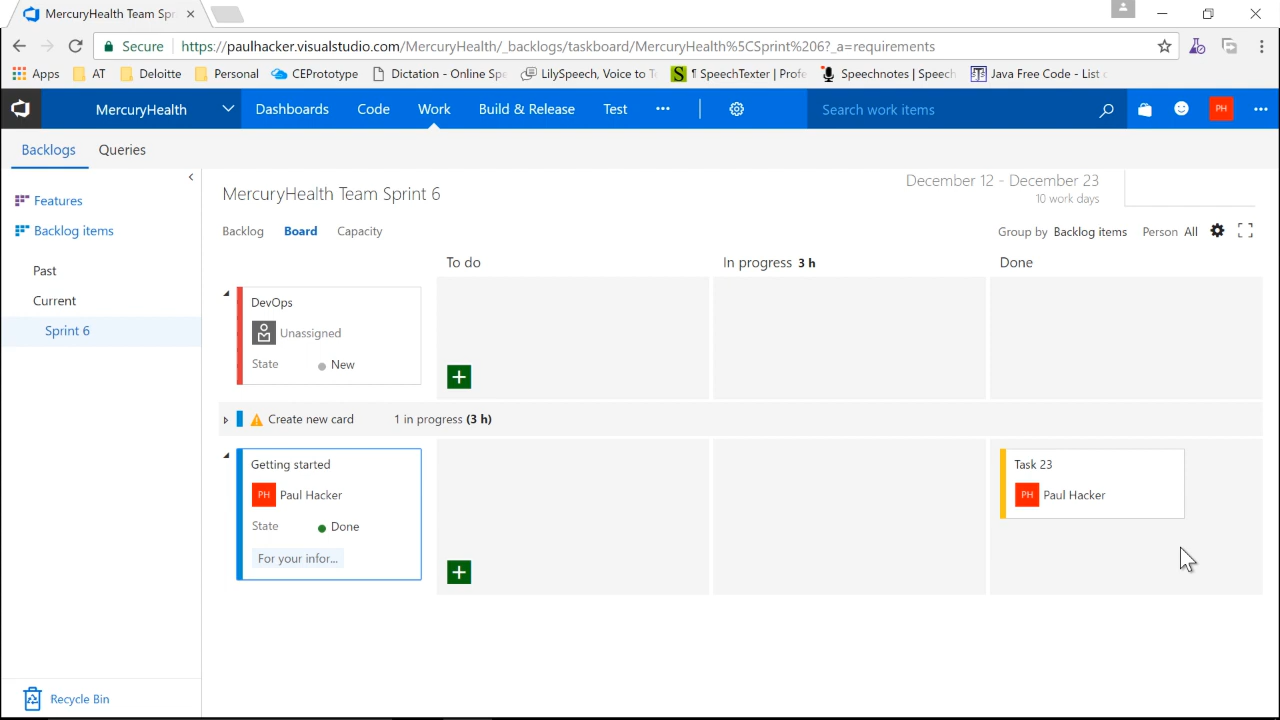 MercuryHealth Team Spr
Secure https://paulhacker.visualstudio.com/MercuryHealth/_backlogs/taskboard/MercuryHealth%5CSprint%206?_a=requirements
Apps AT Deloitte Personal CEPrototype Dictation - Online Spe LilySpeech, Voice to T S ¶ SpeechTexter | Profe Speechnotes | Speech Java Free Code - List
MercuryHealth Dashboards Code Work Build & Release Test Search work items PH
Backlogs Queries
Features
Backlog items
Past
Current
Sprint 6
Recycle Bin
MercuryHealth Team Sprint 6
December 12 - December 23
10 work days
Backlog Board Capacity
Group by Backlog items Person All
To do In progress 3 h Done
DevOps
Unassigned
State New
Create new card 1 in progress (3 h)
Getting started
PH Paul Hacker
State Done
For your infor...
Task 23
PH Paul Hacker